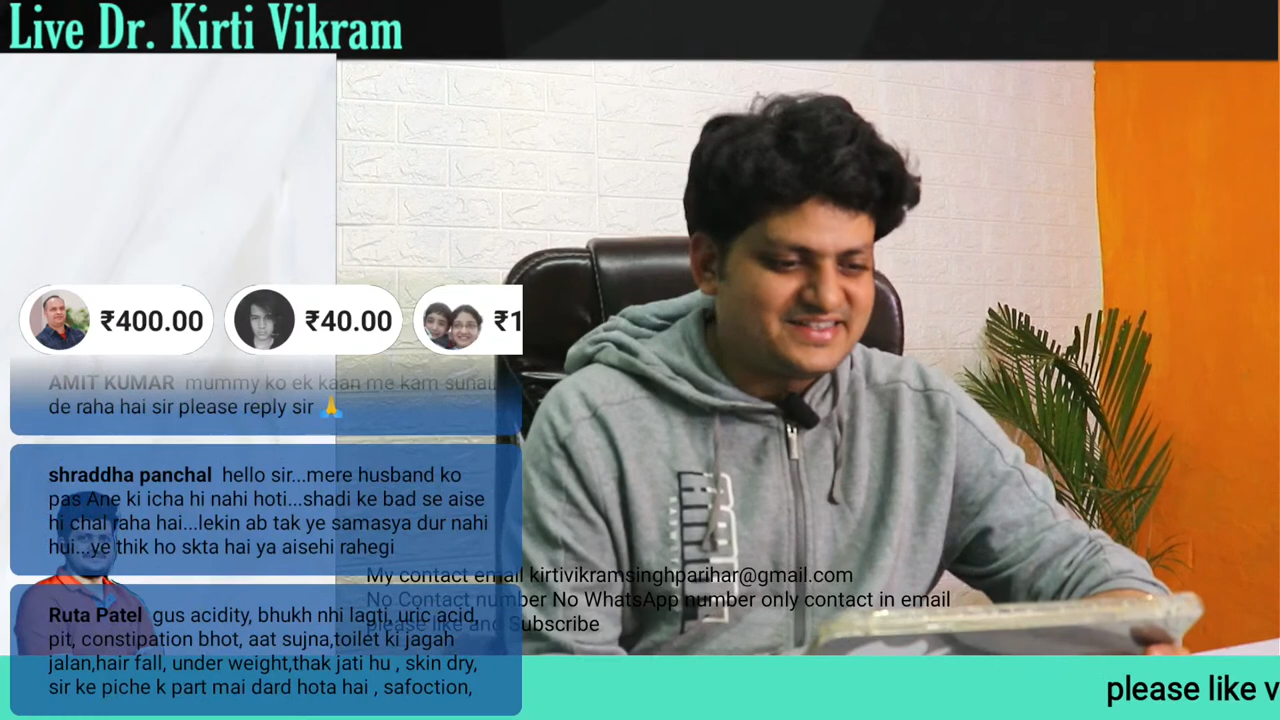 Live Dr. Kirti Vikram
₹400.00
₹40.00
₹1
AMIT KUMAR mummy ko ek kaan me kam sunai
de raha hai sir please reply sir 🙏
shraddha panchal hello sir...mere husband ko
pas Ane ki icha hi nahi hoti...shadi ke bad se aise
hi chal raha hai...lekin ab tak ye samasya dur nahi
hui...ye thik ho skta hai ya aisehi rahegi
Ruta Patel gus acidity, bhukh nhi lagti, uric acid,
pit, constipation bhot, aat sujna,toilet ki jagah
jalan,hair fall, under weight,thak jati hu , skin dry,
sir ke piche k part mai dard hota hai , safoction,
My contact email kirtivikramsinghparihar@gmail.com
No Contact number No WhatsApp number only contact in email
please like and Subscribe
please like v